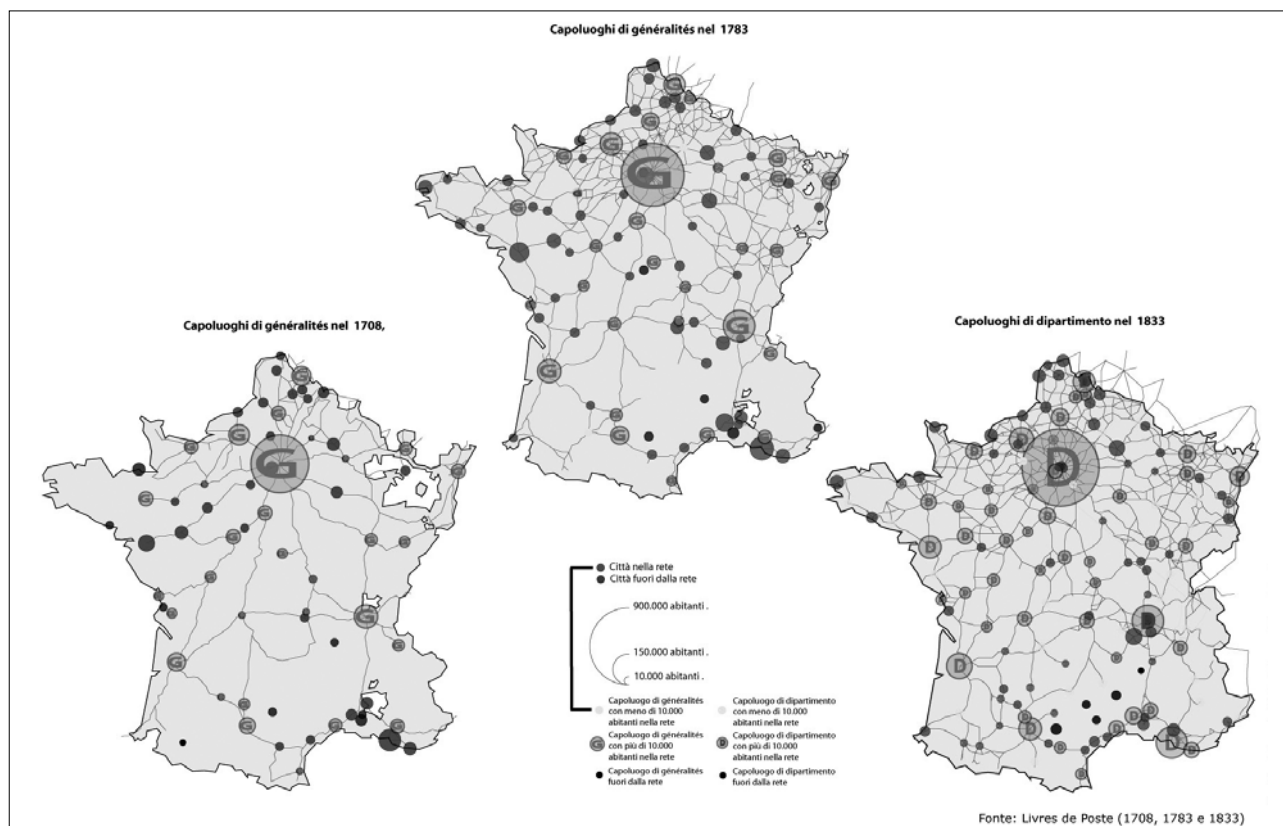 Capoluoghi di généralités nel 1783
Capoluoghi di généralités nel 1708,
Capoluoghi di dipartimento nel 1833
Città nella rete
Città fuori dalla rete
900.000 abitanti .
150.000 abitanti .
10.000 abitanti .
Capoluogo di généralités
con meno di 10.000
abitanti nella rete
Capoluogo di dipartimento
con meno di 10.000
abitanti nella rete
G
Capoluogo di généralités
con più di 10.000
abitanti nella rete
D
Capoluogo di dipartimento
con più di 10.000
abitanti nella rete
Capoluogo di généralités
fuori dalla rete
Capoluogo di dipartimento
fuori dalla rete
Fonte: Livres de Poste (1708, 1783 e 1833)